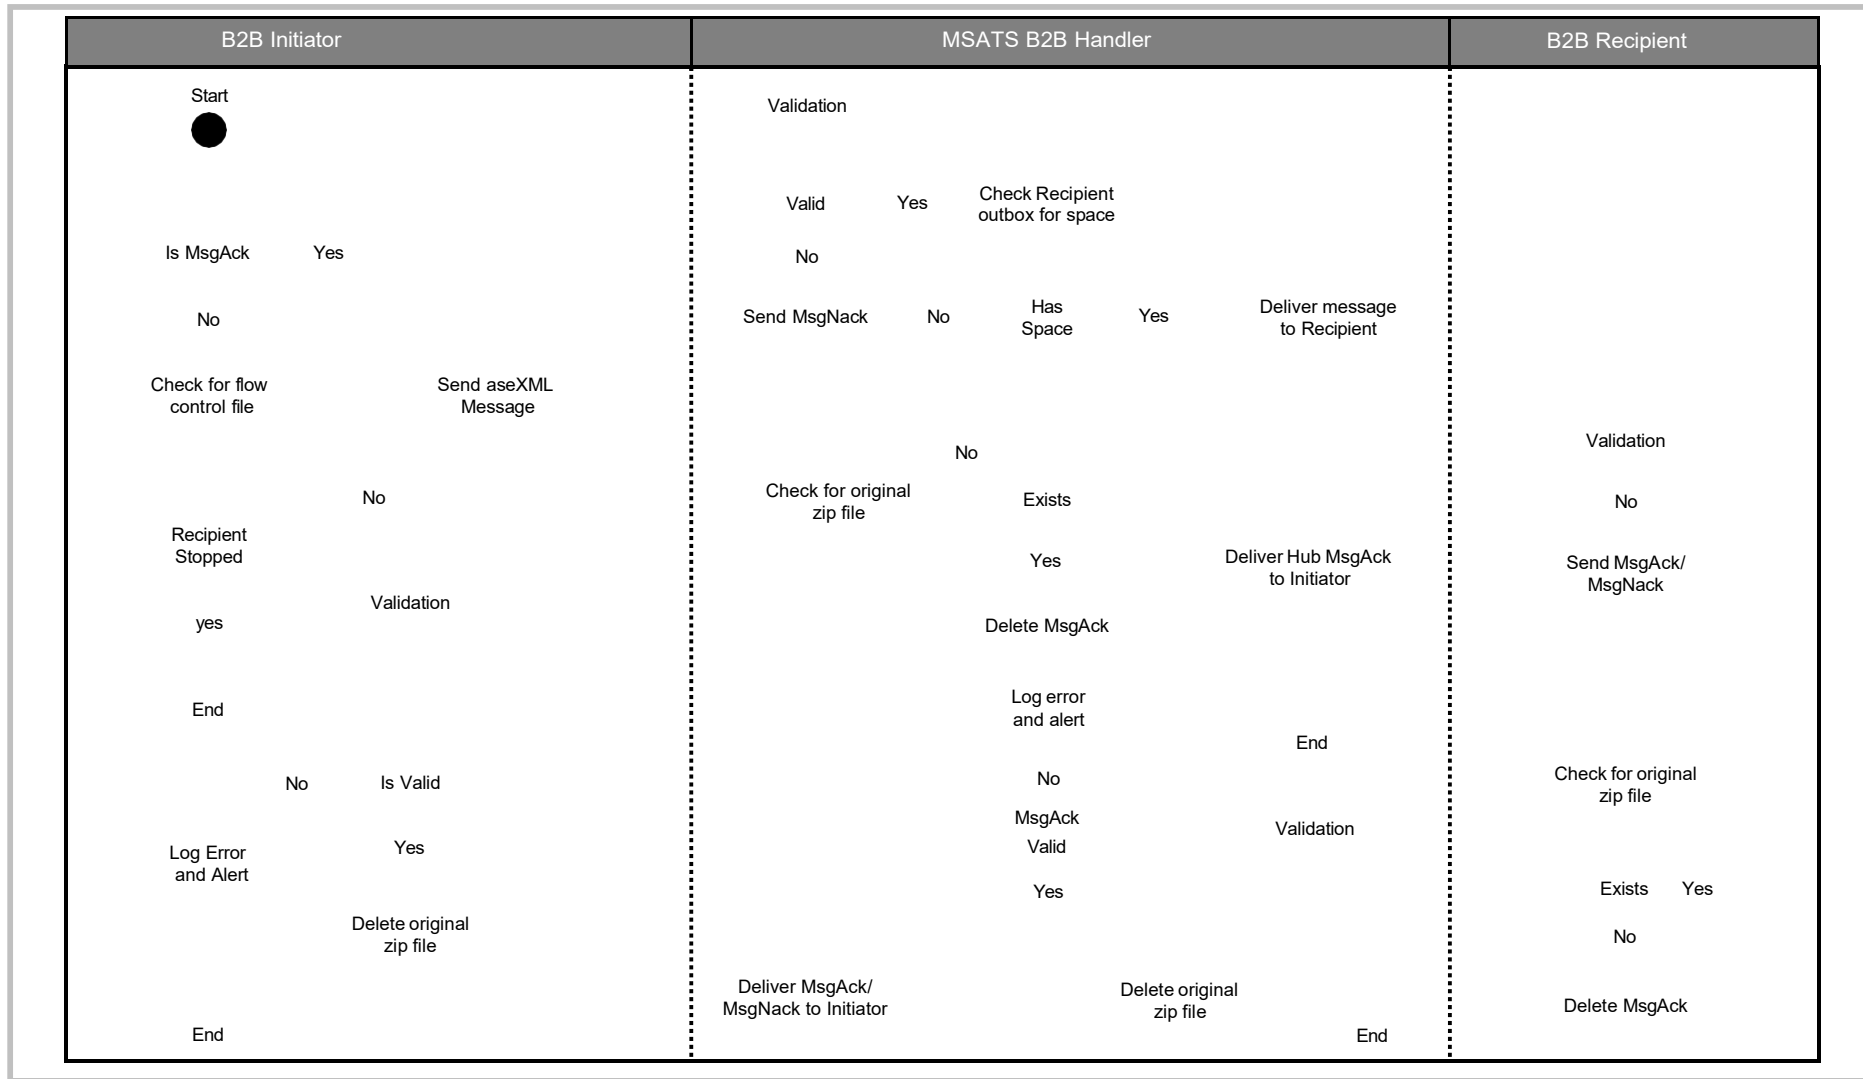 B2B Initiator
MSATS B2B Handler
B2B Recipient
Start
Is MsgAck
Yes
No
Check for flow
control file
Send aseXML
Message
No
Recipient
Stopped
Validation
yes
End
No
Is Valid
Yes
Log Error
and Alert
Delete original
zip file
End
Validation
Valid
Yes
Check Recipient
outbox for space
No
Send MsgNack
No
Has
Space
Yes
Deliver message
to Recipient
No
Check for original
zip file
Exists
Yes
Deliver Hub MsgAck
to Initiator
Delete MsgAck
Log error
and alert
End
No
MsgAck
Valid
Validation
Yes
Deliver MsgAck/
MsgNack to Initiator
Delete original
zip file
End
Validation
No
Send MsgAck/
MsgNack
Check for original
zip file
Exists
Yes
No
Delete MsgAck